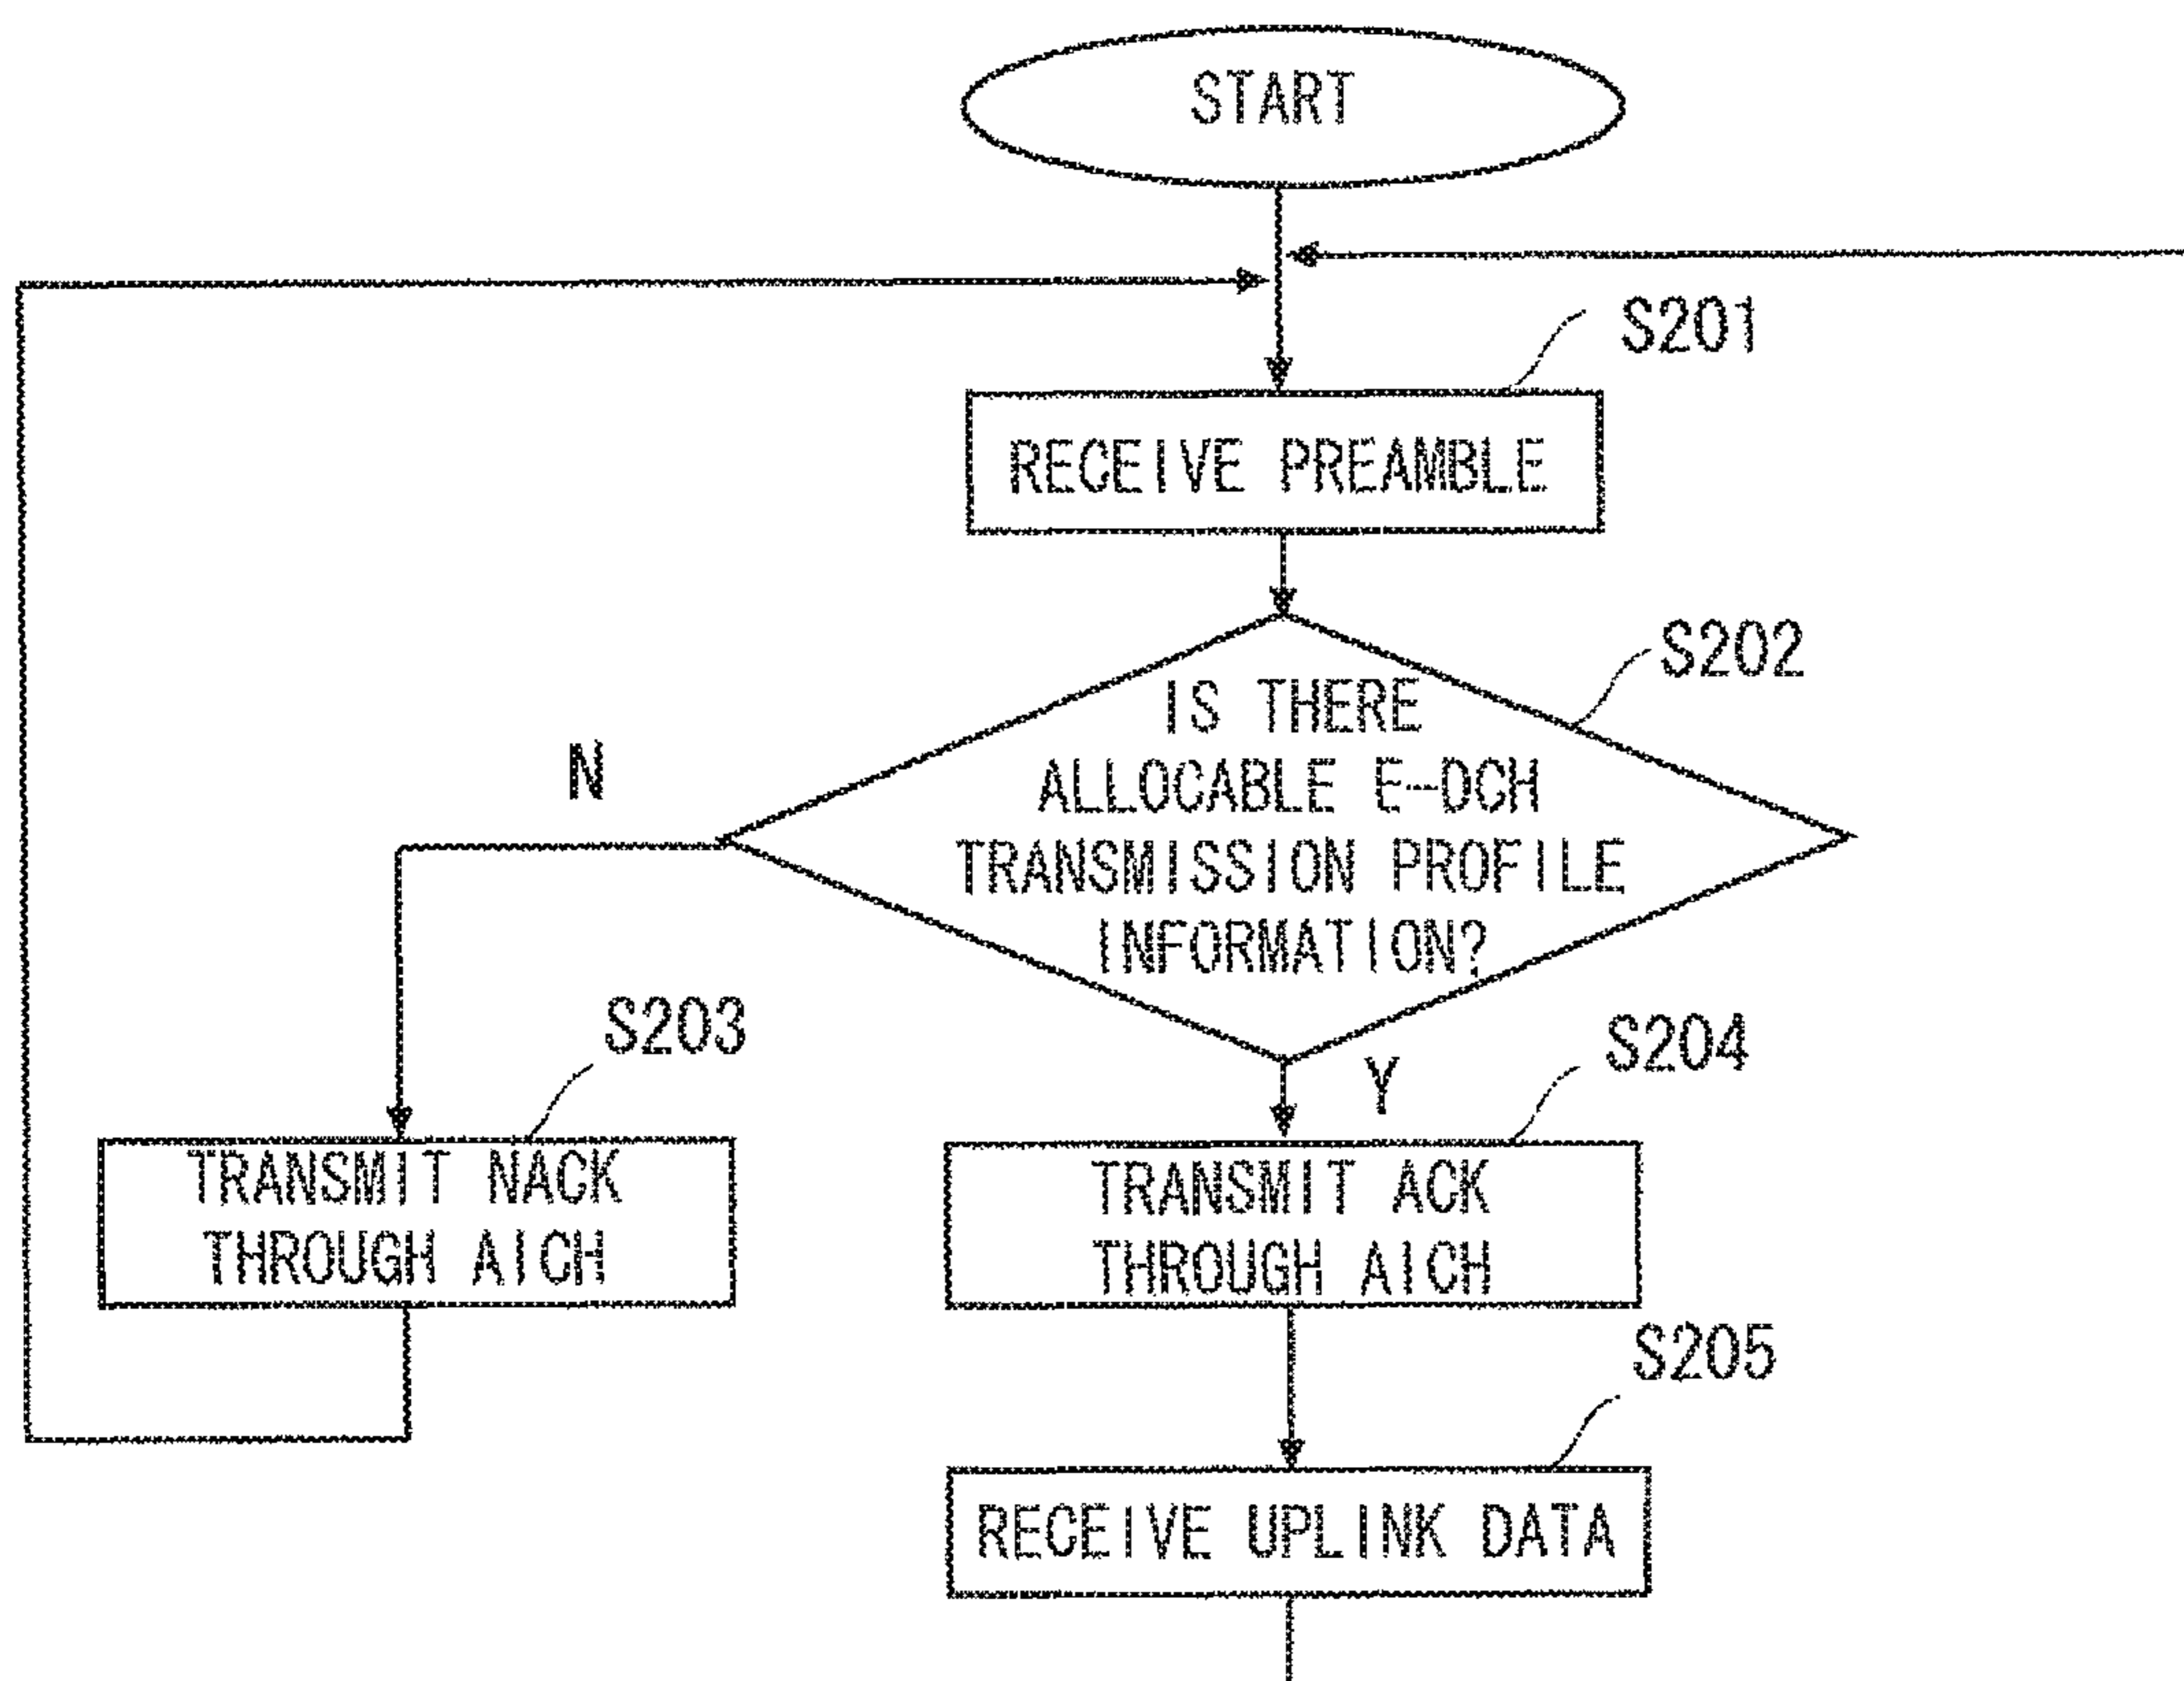 START
S201
RECEIVE PREAMBLE
S202
IS THERE
ALLOCABLE E-DCH
TRANSMISSION PROFILE
INFORMATION?
N
Y
S203
TRANSMIT NACK
THROUGH AICH
S204
TRANSMIT ACK
THROUGH AICH
S205
RECEIVE UPLINK DATA